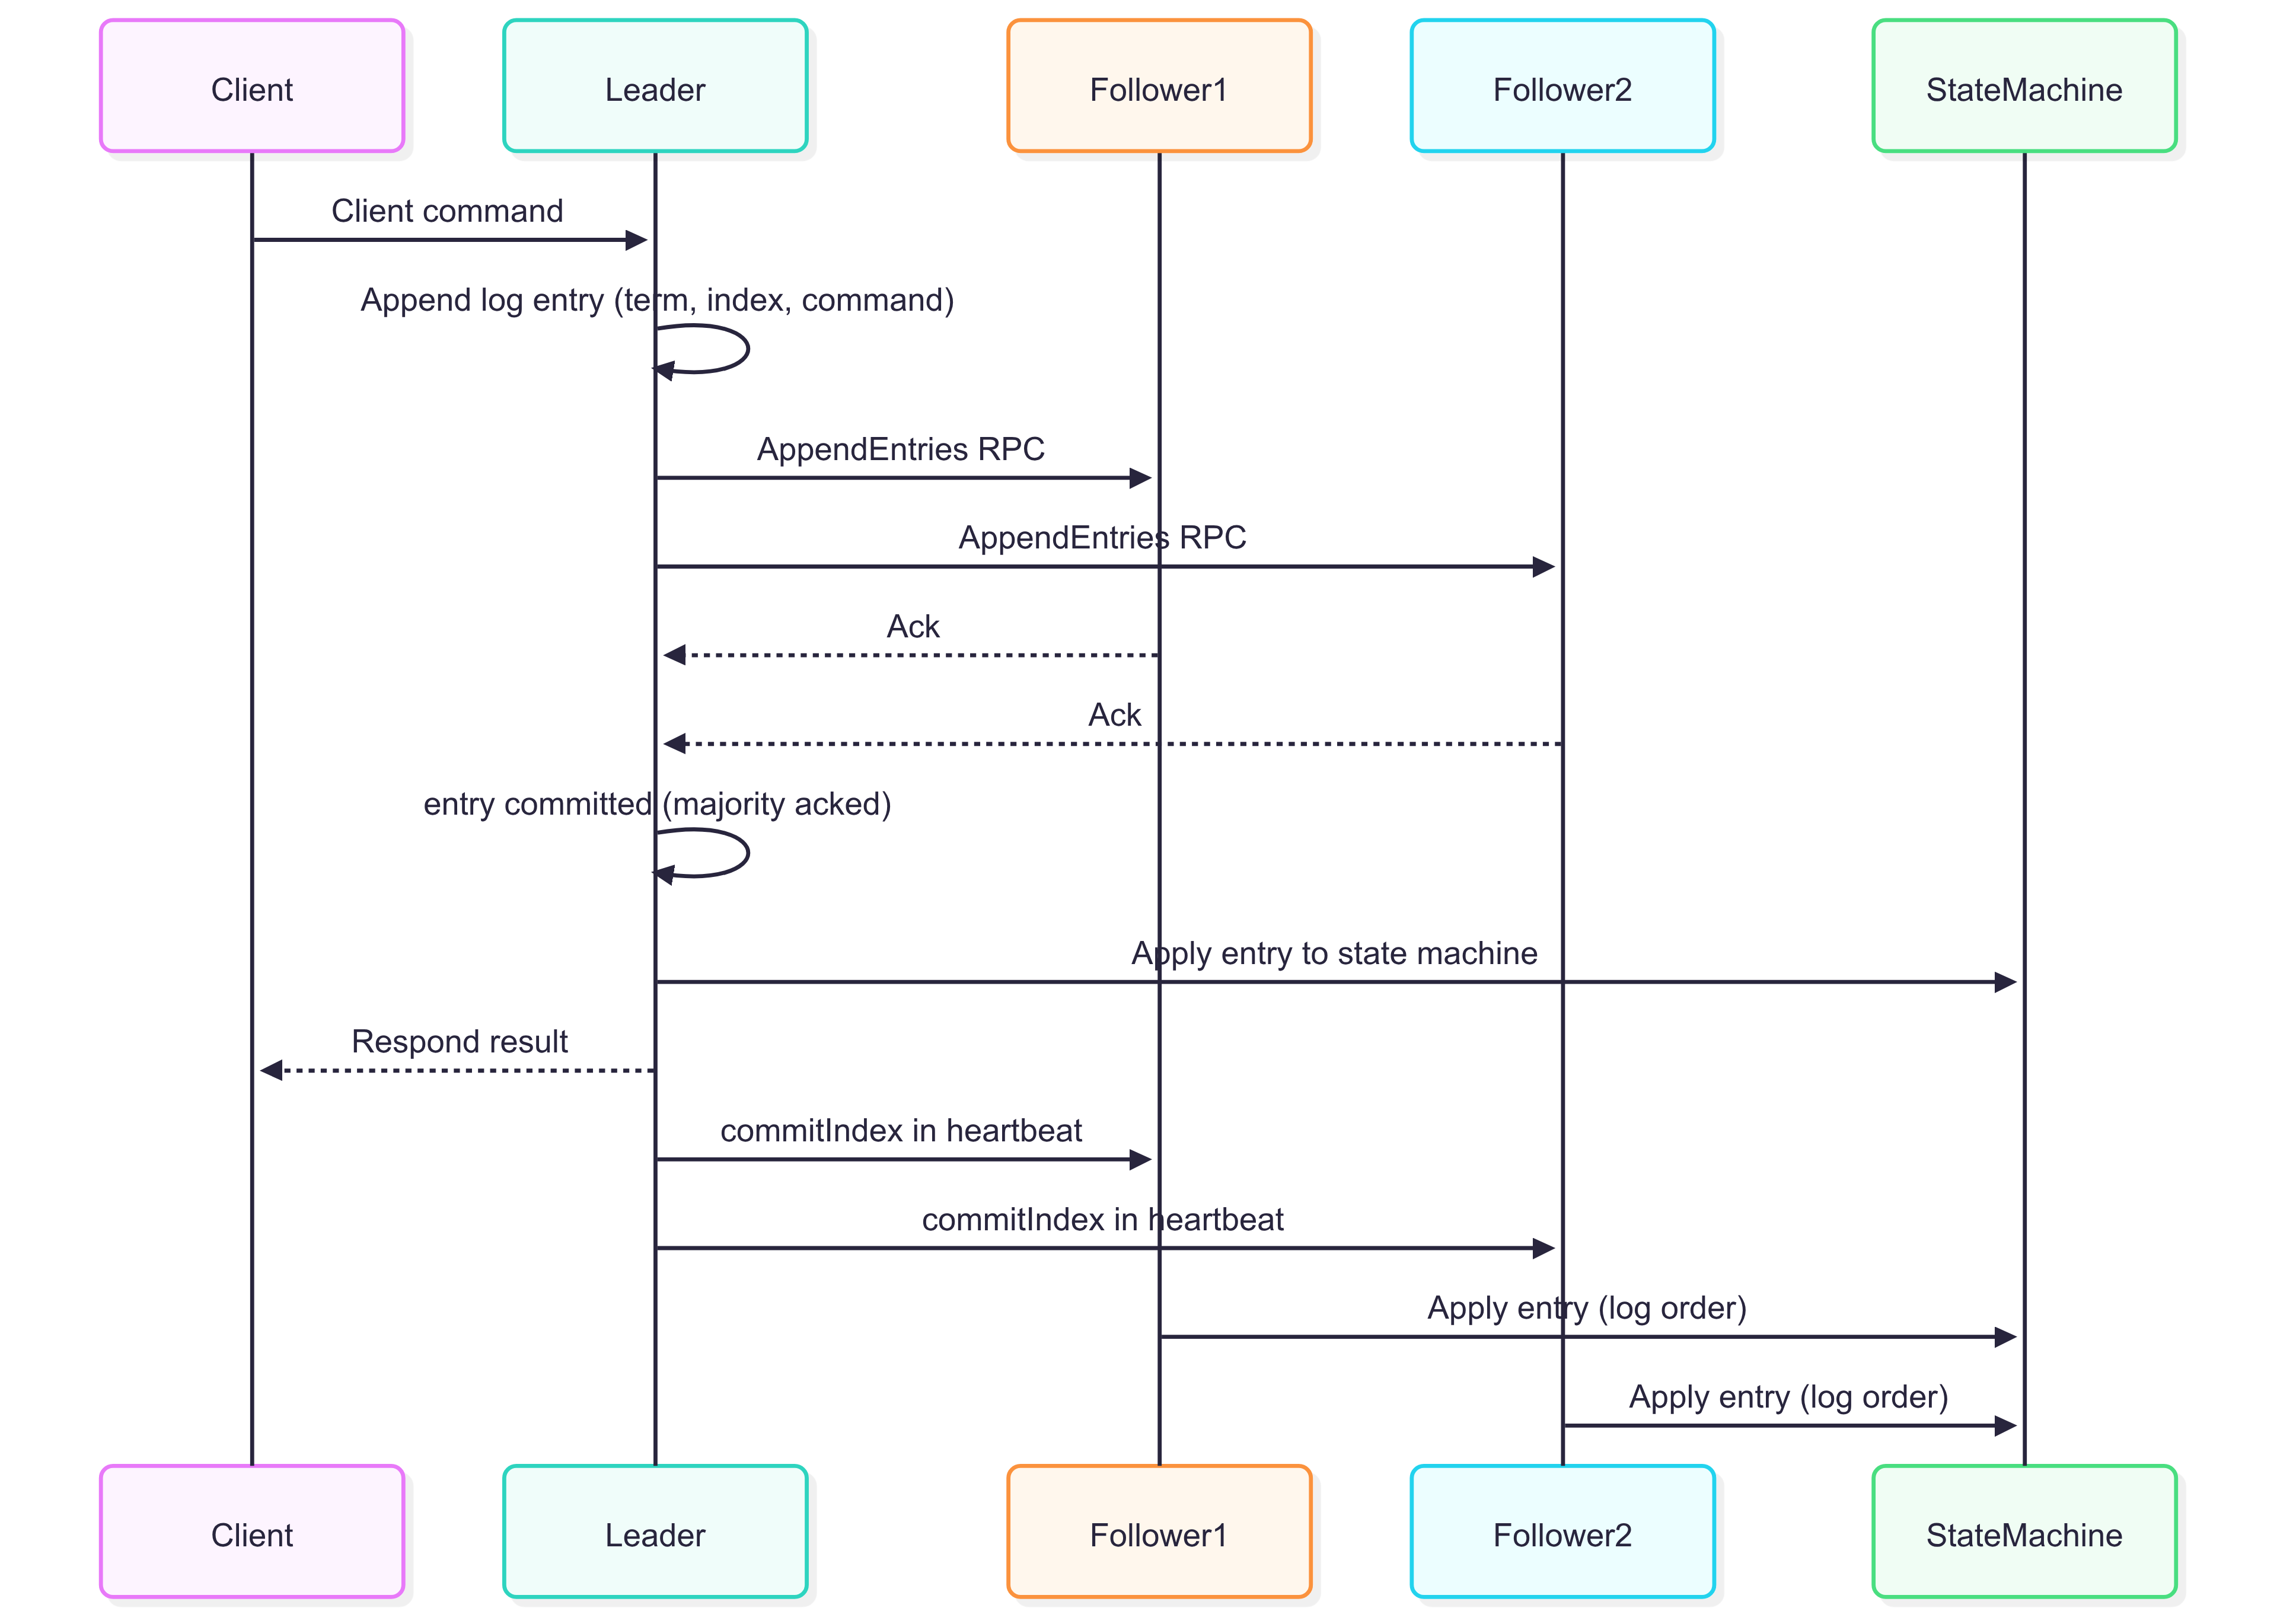 Client
Leader
Follower1
Follower2
StateMachine
Client command
Append log entry (term, index, command)
AppendEntries RPC
AppendEntries RPC
Ack
Ack
entry committed (majority acked)
Apply entry to state machine
Respond result
commitIndex in heartbeat
commitIndex in heartbeat
Apply entry (log order)
Apply entry (log order)
Client
Leader
Follower1
Follower2
StateMachine